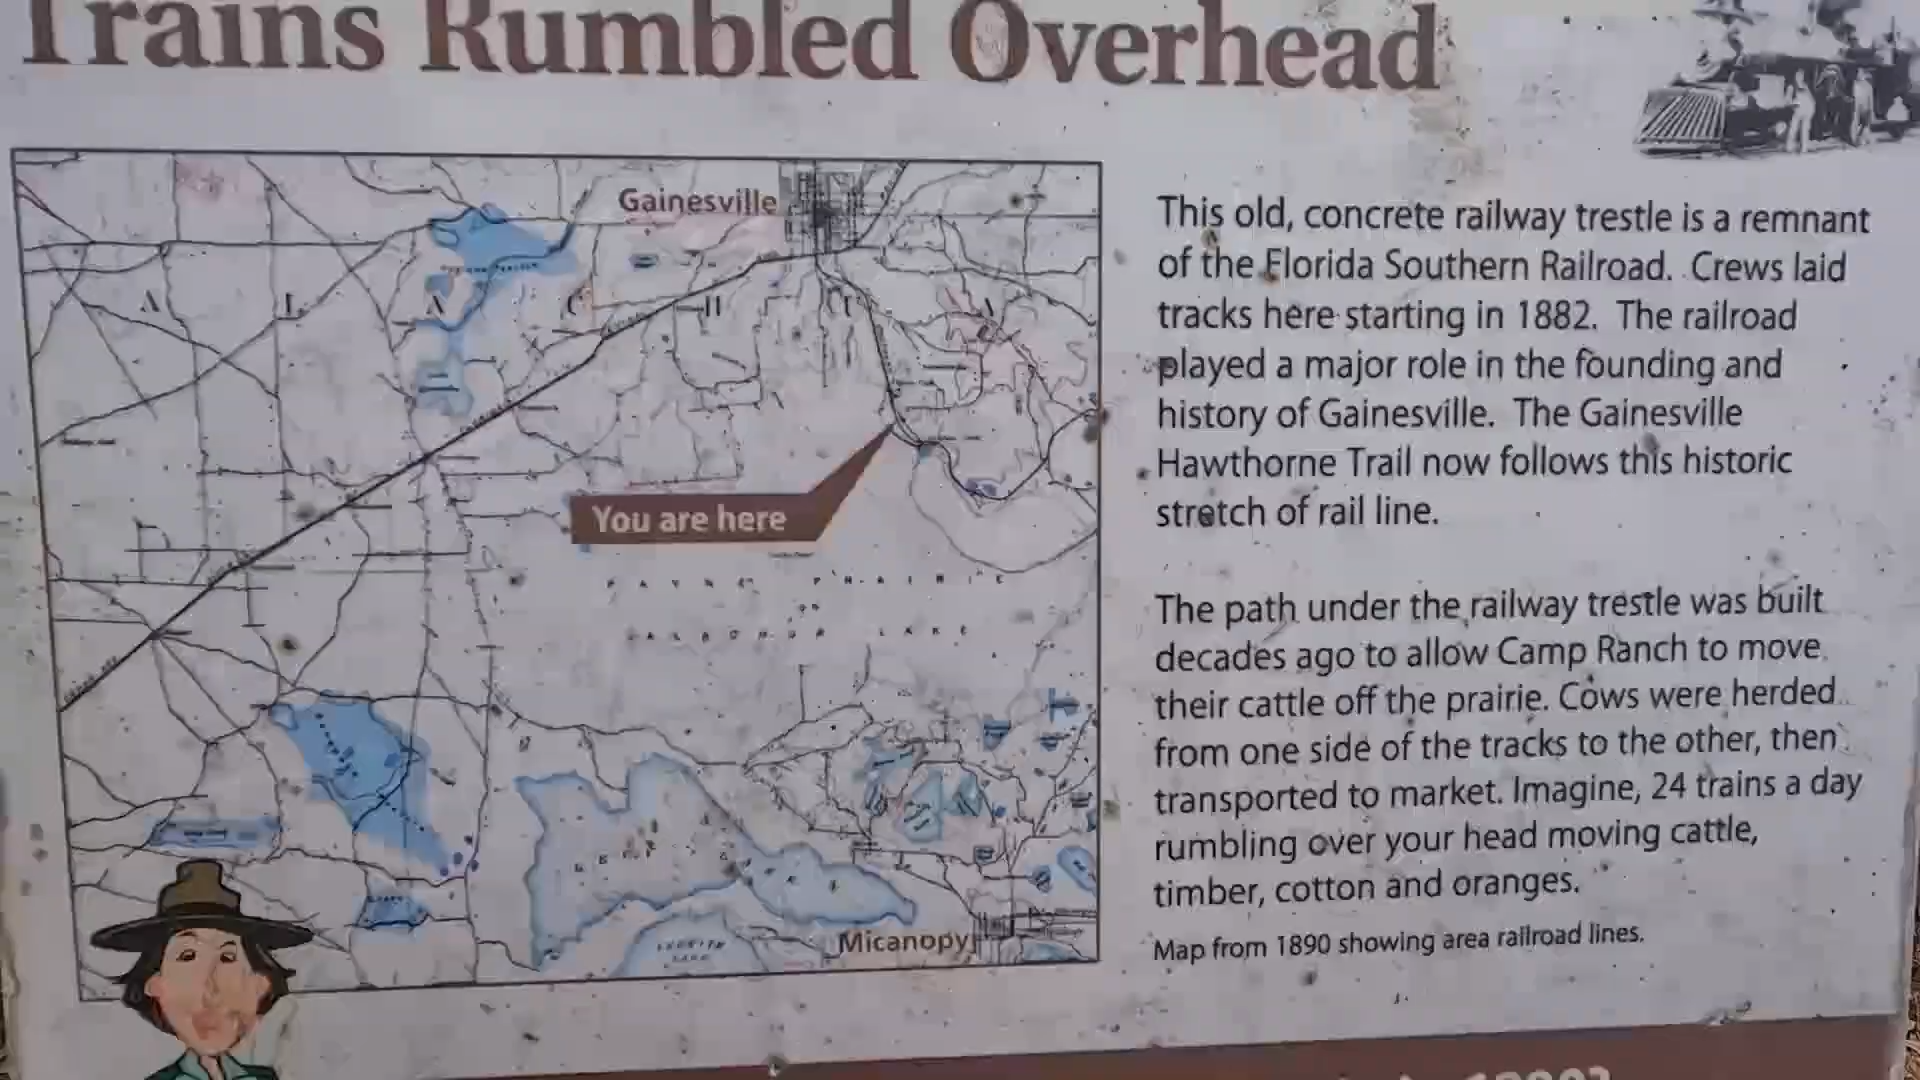 Trains Rumbled Overhead
Gainesville
A L A C H U A
You are here
P A Y N E S P R A I R I E
OR
L A K E
Micanopy
This old, concrete railway trestle is a remnant
of the Florida Southern Railroad. Crews laid
tracks here starting in 1882. The railroad
played a major role in the founding and
history of Gainesville. The Gainesville
Hawthorne Trail now follows this historic
stretch of rail line.
The path under the railway trestle was built
decades ago to allow Camp Ranch to move
their cattle off the prairie. Cows were herded
from one side of the tracks to the other, then
transported to market. Imagine, 24 trains a day
rumbling over your head moving cattle,
timber, cotton and oranges.
Map from 1890 showing area railroad lines.